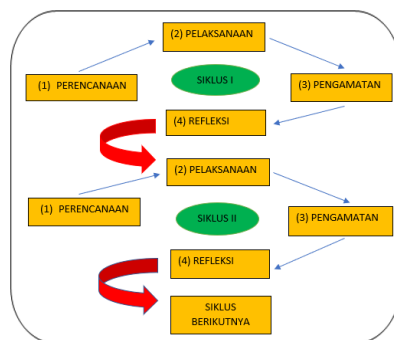 (2) PELAKSANAAN
(1) PERENCANAAN
SIKLUS I
(3) PENGAMATAN
(4) REFLEKSI
(2) PELAKSANAAN
(1) PERENCANAAN
SIKLUS II
(3) PENGAMATAN
(4) REFLEKSI
SIKLUS
BERIKUTNYA